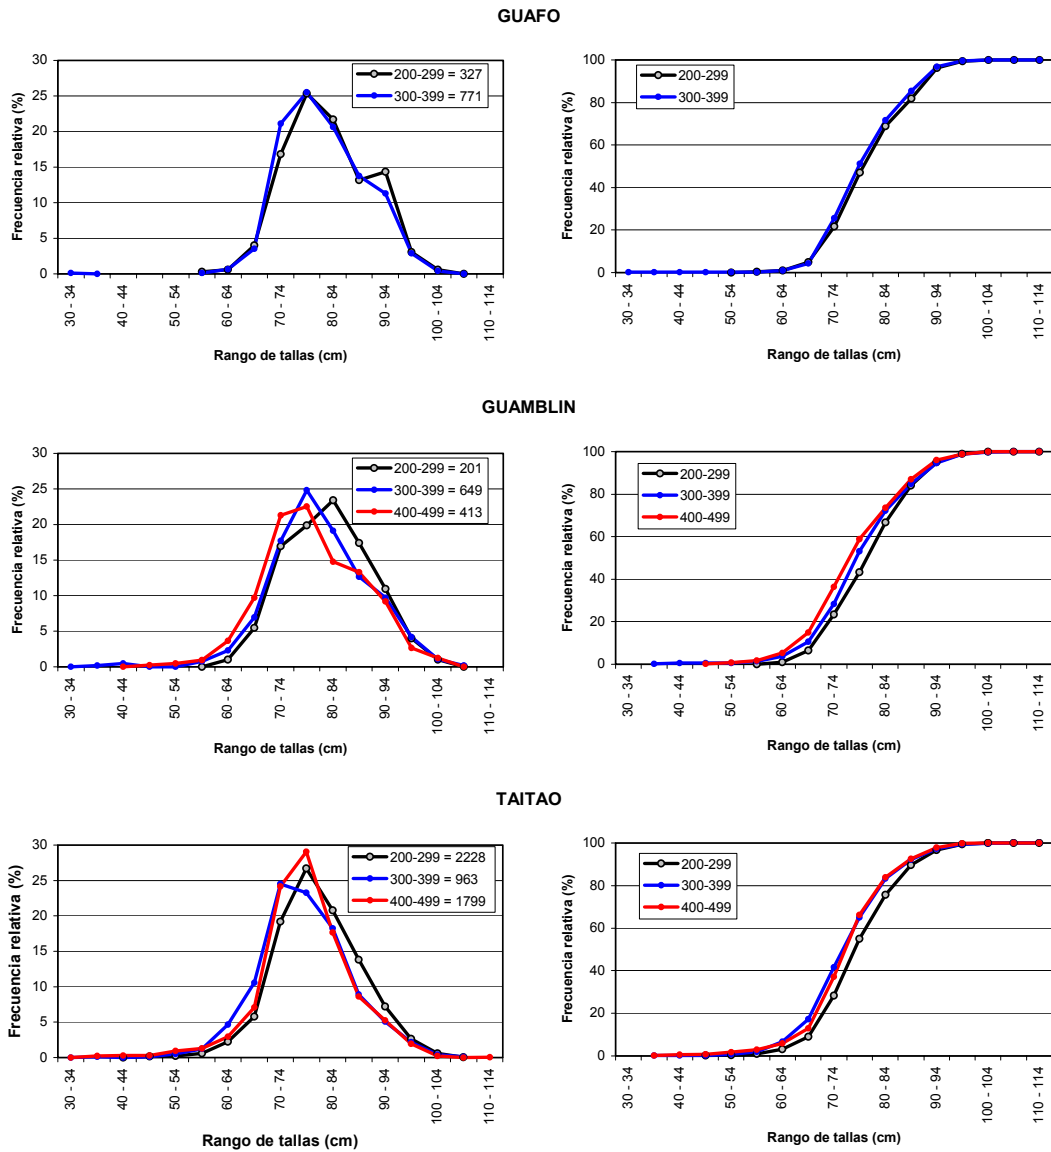 GUAFO
30
25
20
15
10
5
0
Frecuencia relativa (%)
200-299 = 327
300-399 = 771
30 - 34
40 - 44
50 - 54
60 - 64
70 - 74
80 - 84
90 - 94
100 - 104
110 - 114
Rango de tallas (cm)
100
80
60
40
20
0
Frecuencia relativa (%)
200-299
300-399
30 - 34
40 - 44
50 - 54
60 - 64
70 - 74
80 - 84
90 - 94
100 - 104
110 - 114
Rango de tallas (cm)
GUAMBLIN
30
25
20
15
10
5
0
Frecuencia relativa (%)
200-299 = 201
300-399 = 649
400-499 = 413
30 - 34
40 - 44
50 - 54
60 - 64
70 - 74
80 - 84
90 - 94
100 - 104
110 - 114
Rango de tallas (cm)
100
80
60
40
20
0
Frecuencia relativa (%)
200-299
300-399
400-499
30 - 34
40 - 44
50 - 54
60 - 64
70 - 74
80 - 84
90 - 94
100 - 104
110 - 114
Rango de tallas (cm)
TAITAO
30
25
20
15
10
5
0
Frecuencia relativa (%)
200-299 = 2228
300-399 = 963
400-499 = 1799
30 - 34
40 - 44
50 - 54
60 - 64
70 - 74
80 - 84
90 - 94
100 - 104
110 - 114
Rango de tallas (cm)
100
80
60
40
20
0
Frecuencia relativa (%)
200-299
300-399
400-499
30 - 34
40 - 44
50 - 54
60 - 64
70 - 74
80 - 84
90 - 94
100 - 104
110 - 114
Rango de tallas (cm)